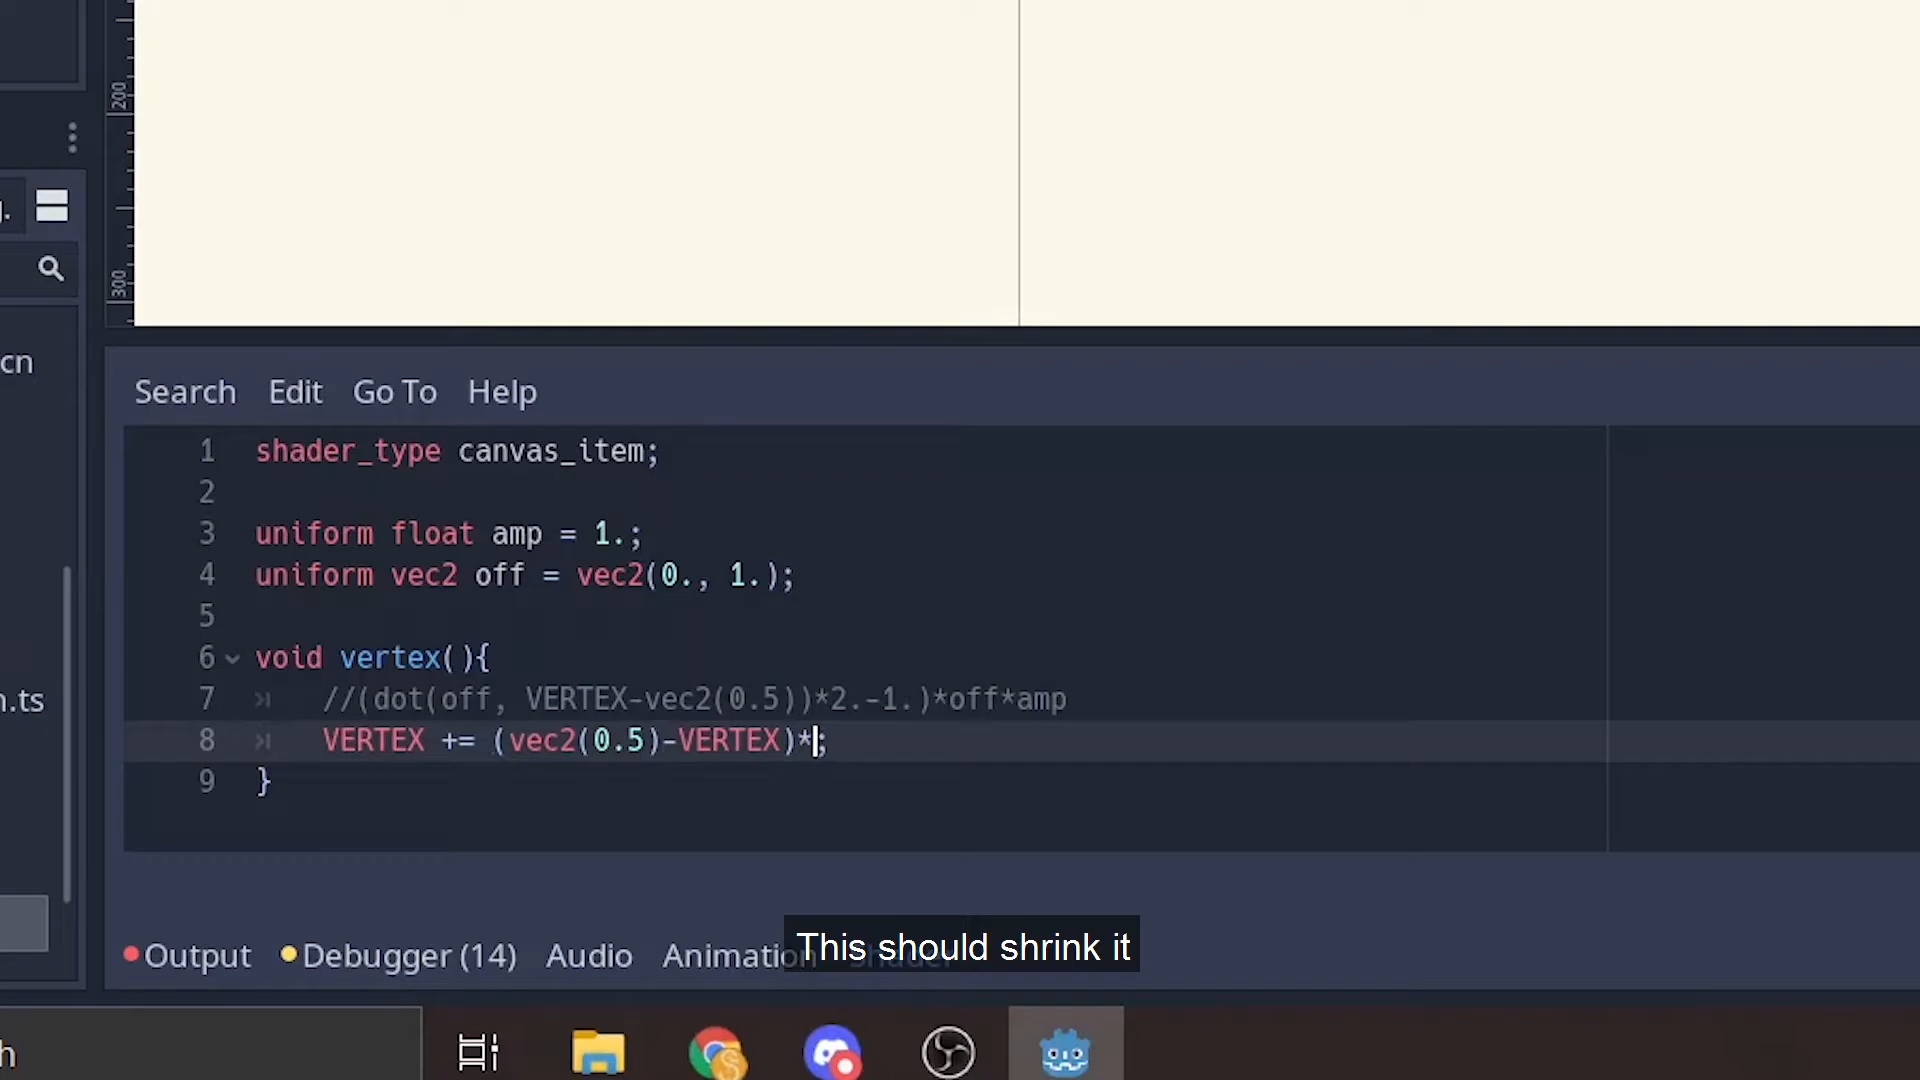 200
300
cn
h.ts
Search Edit Go To Help
1 shader_type canvas_item;
2
3 uniform float amp = 1.;
4 uniform vec2 off = vec2(0., 1.);
5
6 void vertex(){
7 //(dot(off, VERTEX-vec2(0.5))*2.-1.)*off*amp
8 VERTEX += (vec2(0.5)-VERTEX)*;
9 }
Output Debugger (14) Audio Animation Shader
This should shrink it
h